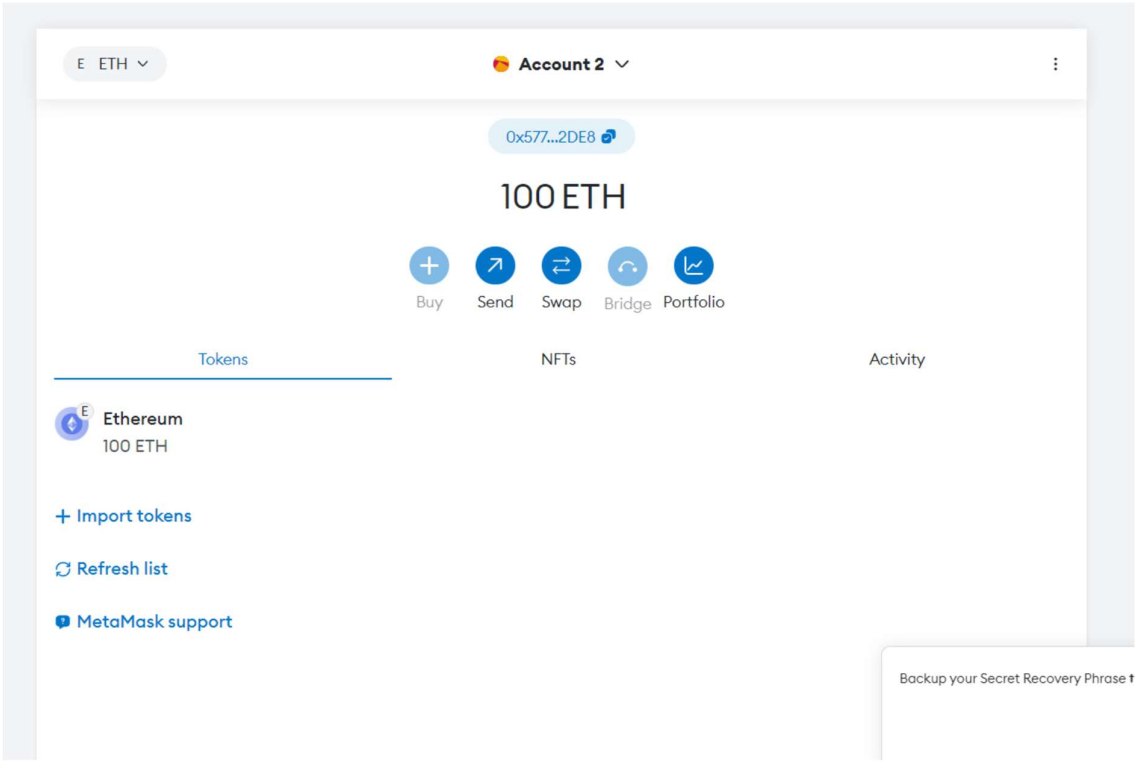 E ETH
Account 2
0x577...2DE8
100 ETH
Buy Send Swap Bridge Portfolio
Tokens NFTs Activity
E
Ethereum
100 ETH
+ Import tokens
Refresh list
? MetaMask support
Backup your Secret Recovery Phrase t